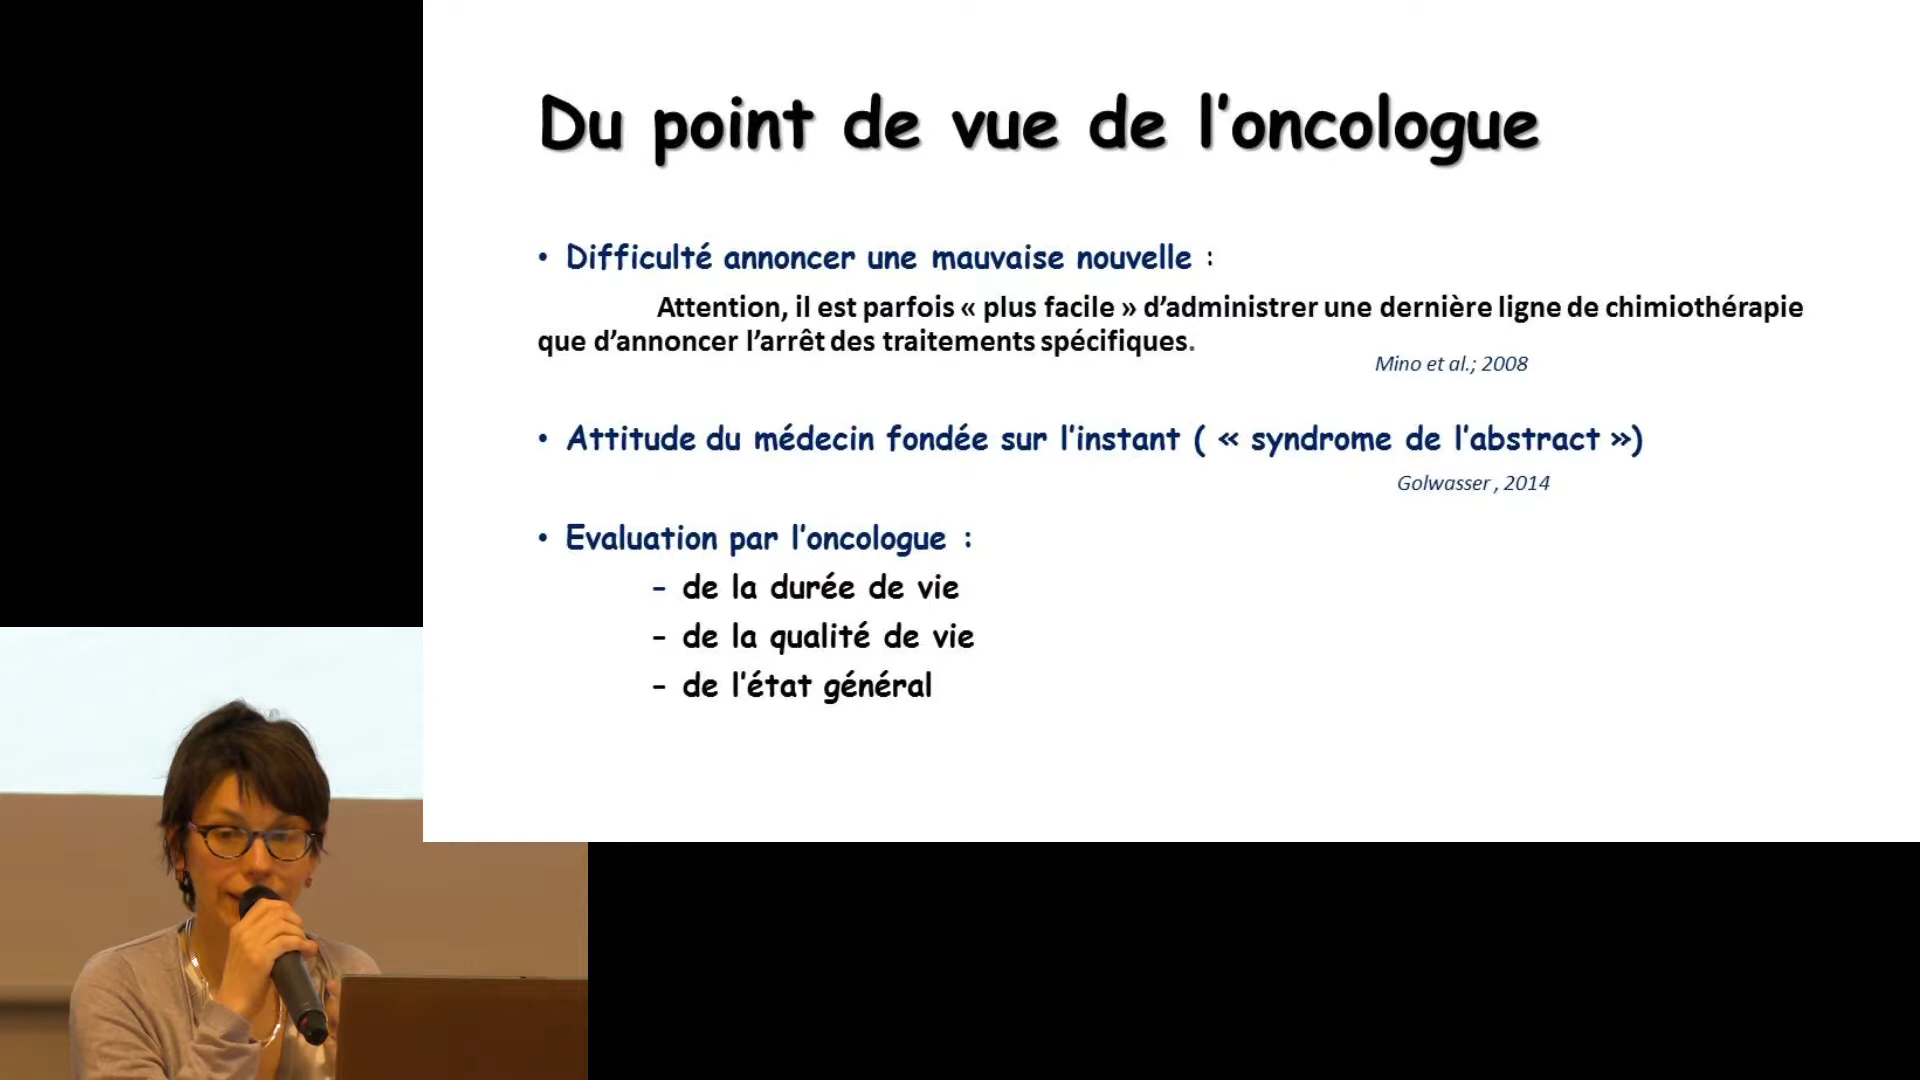 Du point de vue de l'oncologue
• Difficulté annoncer une mauvaise nouvelle :
Attention, il est parfois « plus facile » d'administrer une dernière ligne de chimiothérapie
que d'annoncer l'arrêt des traitements spécifiques.
Mino et al.; 2008
• Attitude du médecin fondée sur l'instant ( « syndrome de l'abstract »)
Golwasser , 2014
• Evaluation par l'oncologue :
- de la durée de vie
- de la qualité de vie
- de l'état général